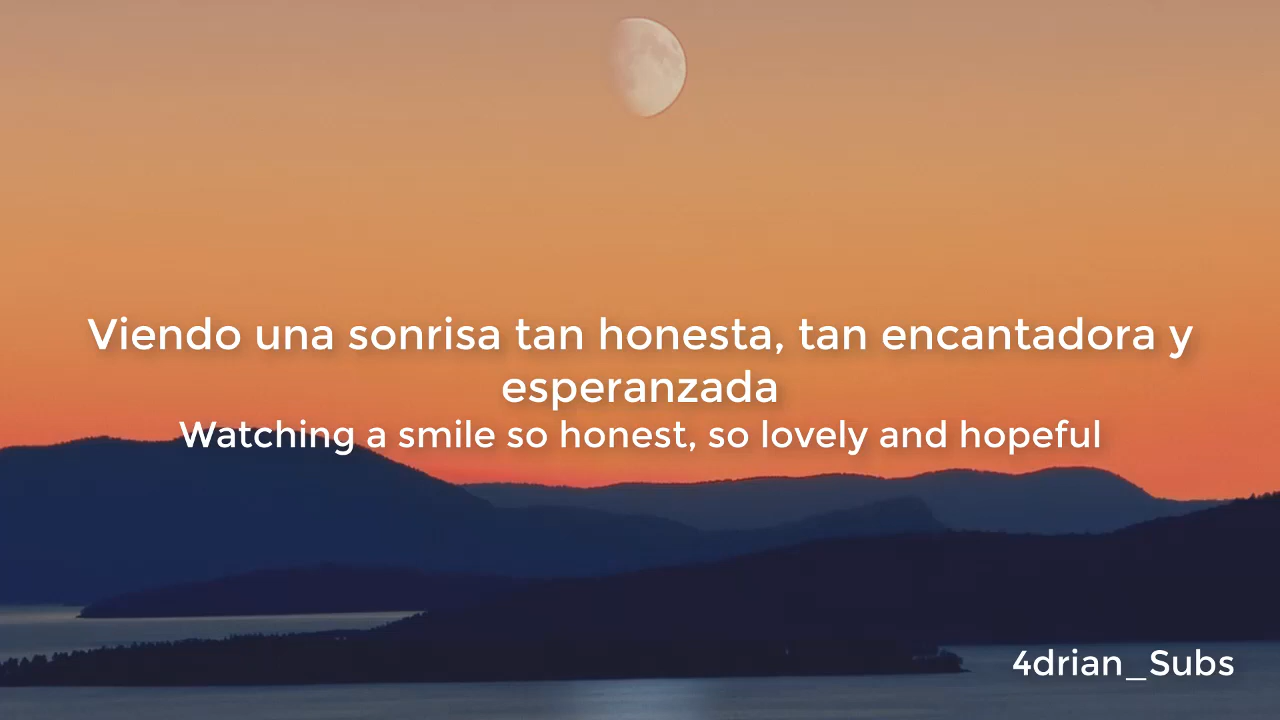 Viendo una sonrisa tan honesta, tan encantadora y
esperanzada
Watching a smile so honest, so lovely and hopeful
4drian_Subs